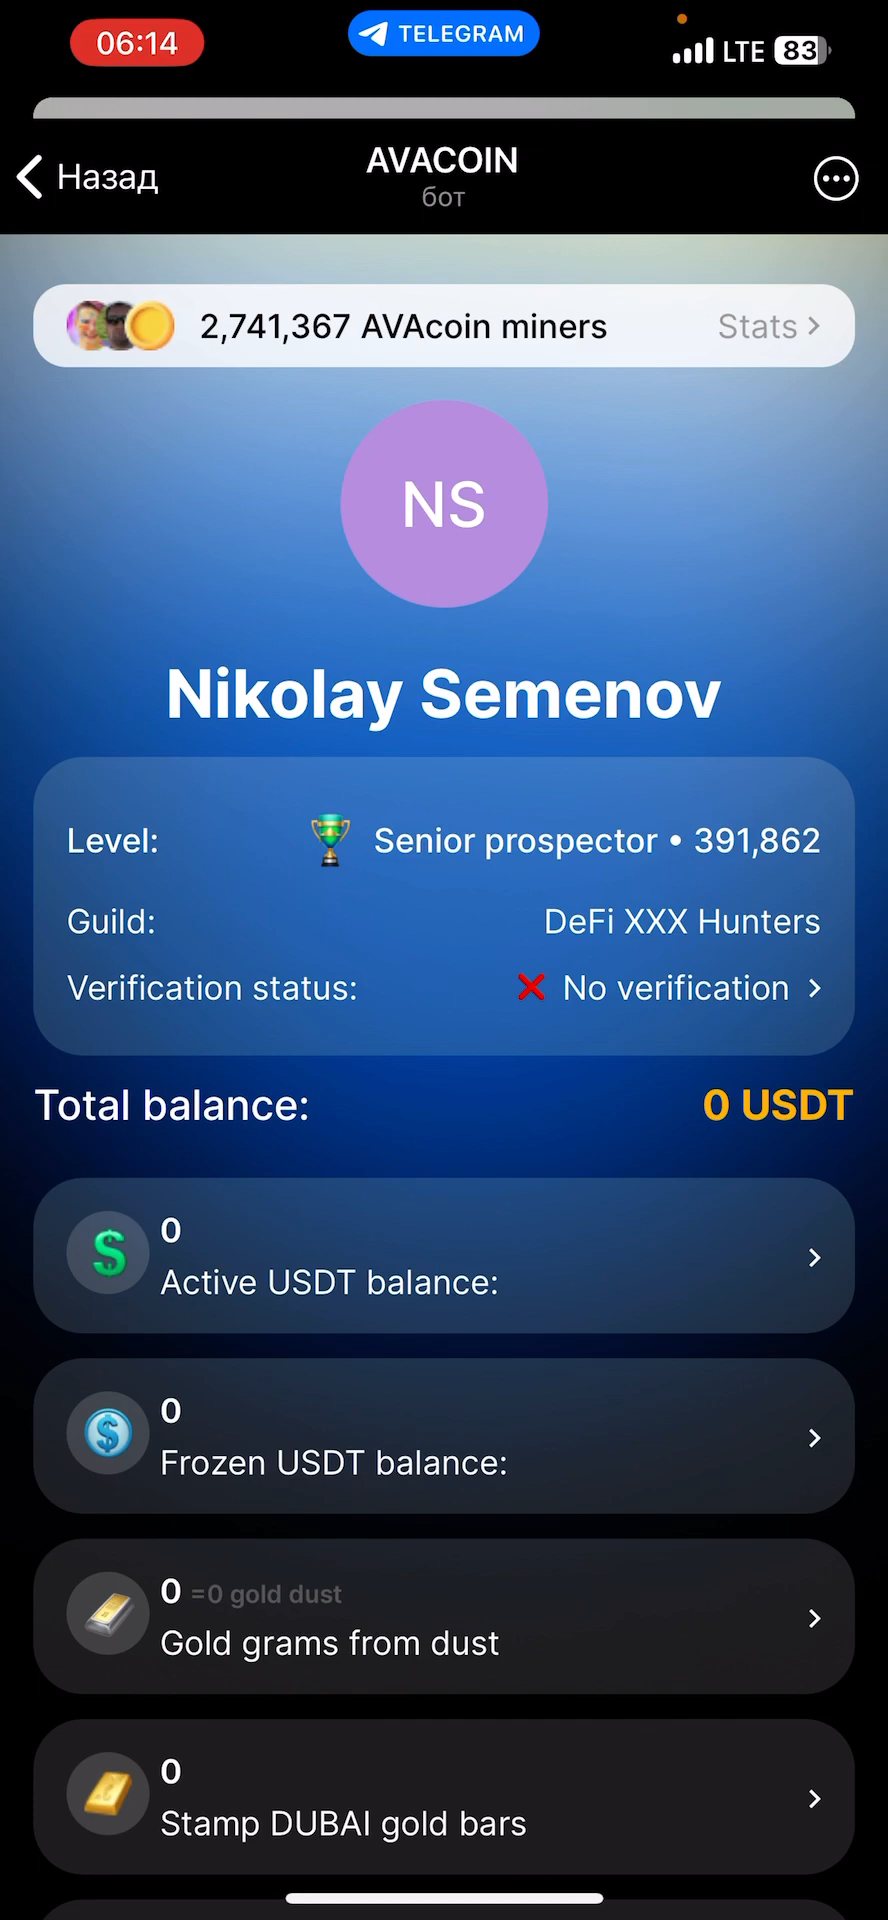 06:14
TELEGRAM
LTE
83
Назад
AVACOIN
бот
2,741,367 AVAcoin miners
Stats
NS
Nikolay Semenov
Level:
Senior prospector • 391,862
Guild:
DeFi XXX Hunters
Verification status:
No verification
Total balance:
0 USDT
0
Active USDT balance:
0
Frozen USDT balance:
0 =0 gold dust
Gold grams from dust
0
Stamp DUBAI gold bars